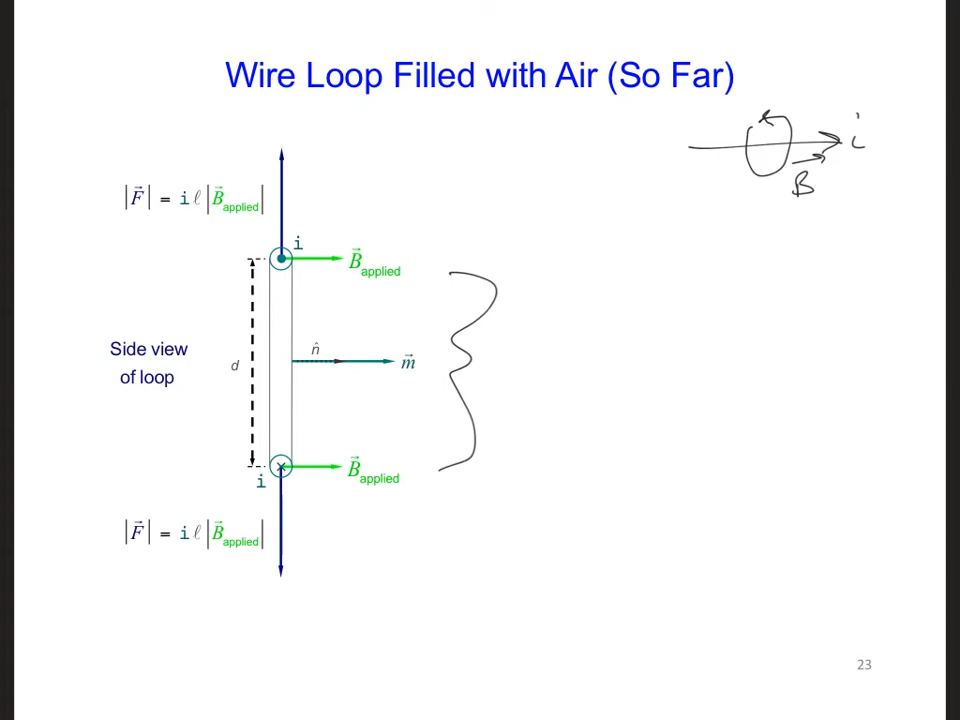 Wire Loop Filled with Air (So Far)
i
B
|F⃗| = i ℓ |B⃗applied|
i
B⃗applied
n̂
Side view
of loop
d
m⃗
B⃗applied
i
|F⃗| = i ℓ |B⃗applied|
23